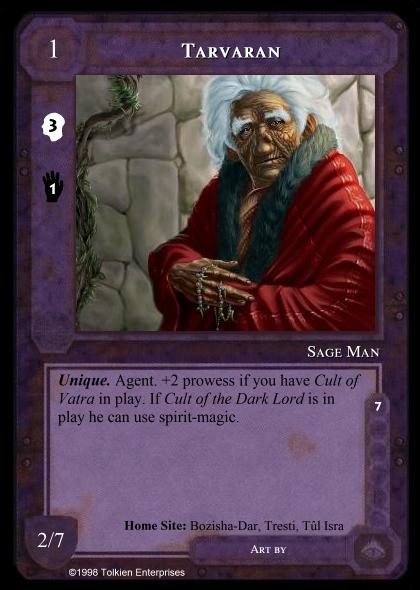 1
TARVARAN
3
1
SAGE MAN
Unique. Agent. +2 prowess if you have Cult of
Vatra in play. If Cult of the Dark Lord is in
play he can use spirit-magic.
7
Home Site: Bozisha-Dar, Tresti, Tûl Isra
2/7
ART BY
©1998 Tolkien Enterprises